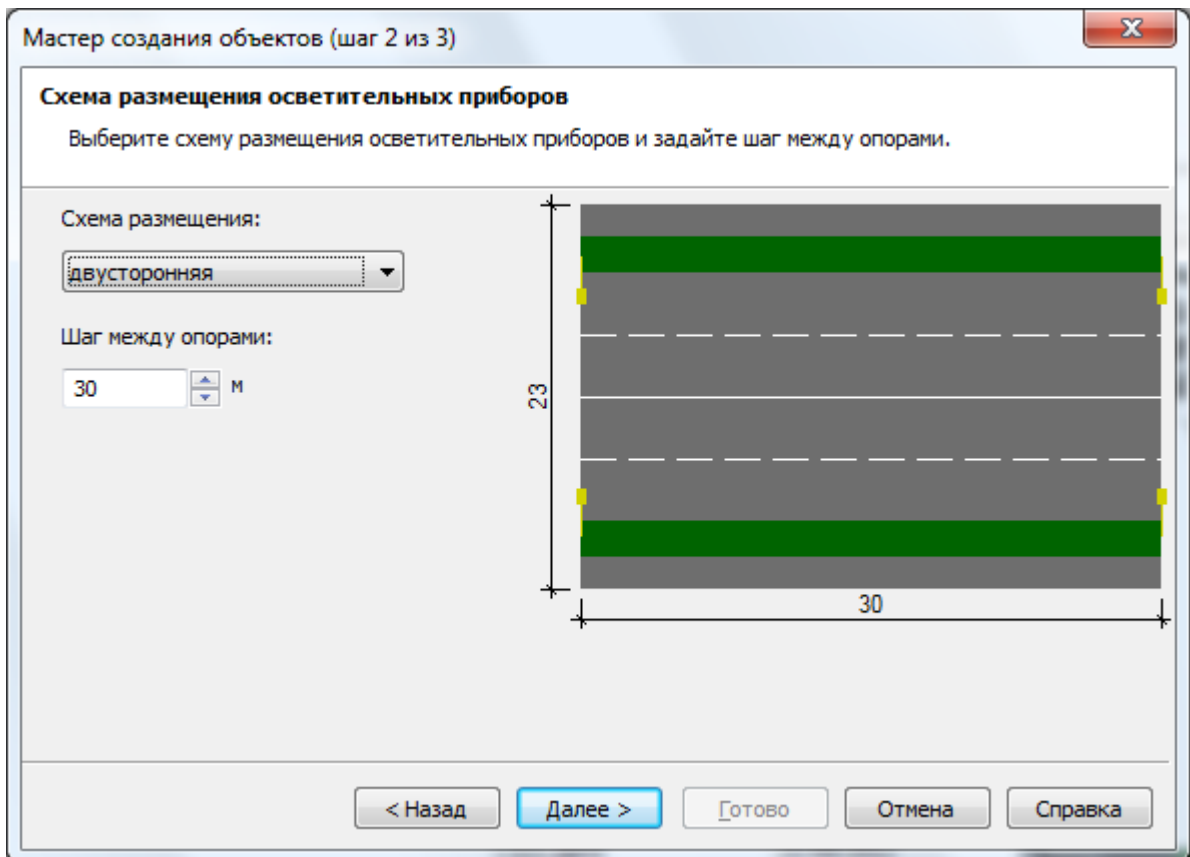 Мастер создания объектов (шаг 2 из 3)
Схема размещения осветительных приборов
Выберите схему размещения осветительных приборов и задайте шаг между опорами.
Схема размещения:
двусторонняя
Шаг между опорами:
30 м
23
30
< Назад
Далее >
Готово
Отмена
Справка